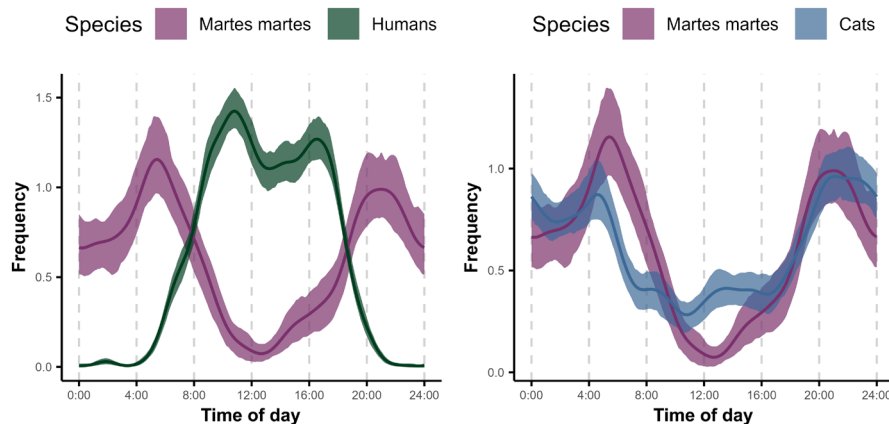 Species Martes martes Humans
Frequency
1.5
1.0
0.5
0.0
0:00 4:00 8:00 12:00 16:00 20:00 24:00
Time of day
Species Martes martes Cats
Frequency
1.0
0.5
0.0
0:00 4:00 8:00 12:00 16:00 20:00 24:00
Time of day